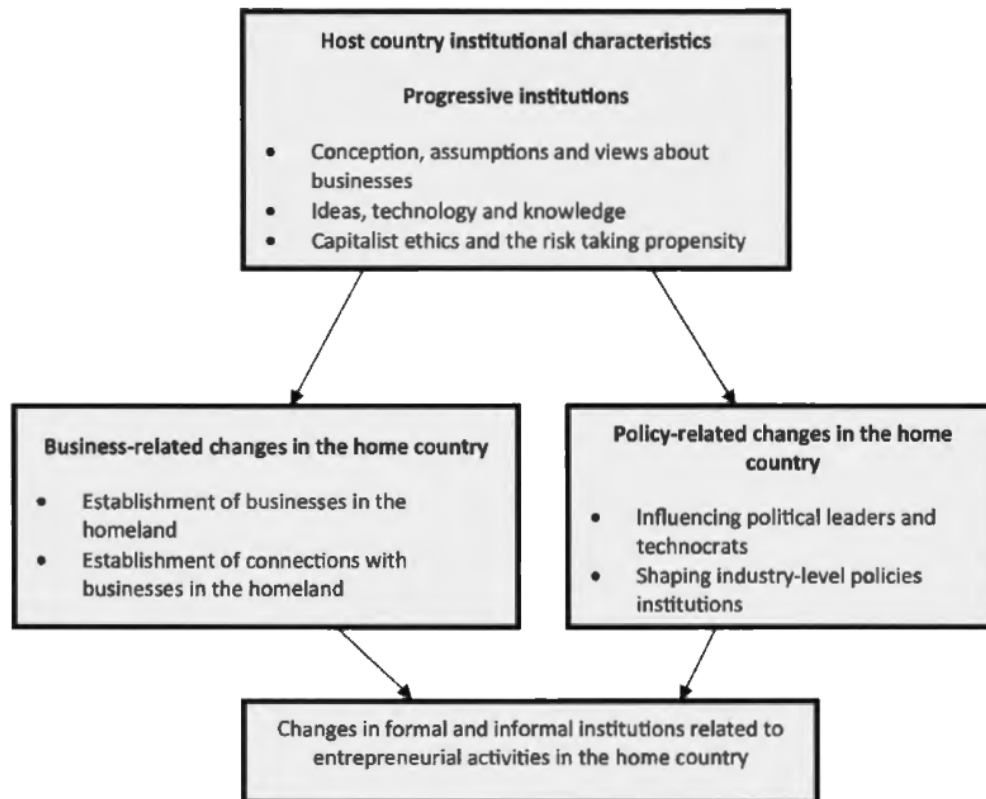 Host country institutional characteristics
Progressive institutions
• Conception, assumptions and views about
businesses
• Ideas, technology and knowledge
• Capitalist ethics and the risk taking propensity
Business-related changes in the home country
• Establishment of businesses in the
homeland
• Establishment of connections with
businesses in the homeland
Policy-related changes in the home
country
• Influencing political leaders and
technocrats
• Shaping industry-level policies
institutions
Changes in formal and informal institutions related to
entrepreneurial activities in the home country